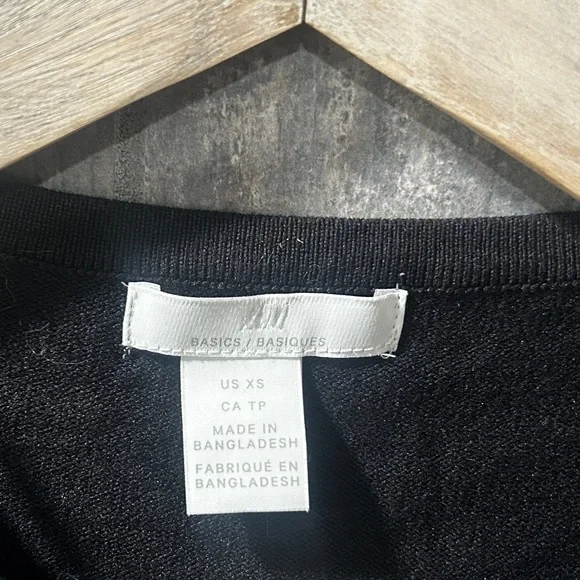 H&M
BASICS / BASIQUES
US XS
CA TP
MADE IN
BANGLADESH
FABRIQUÉ EN
BANGLADESH